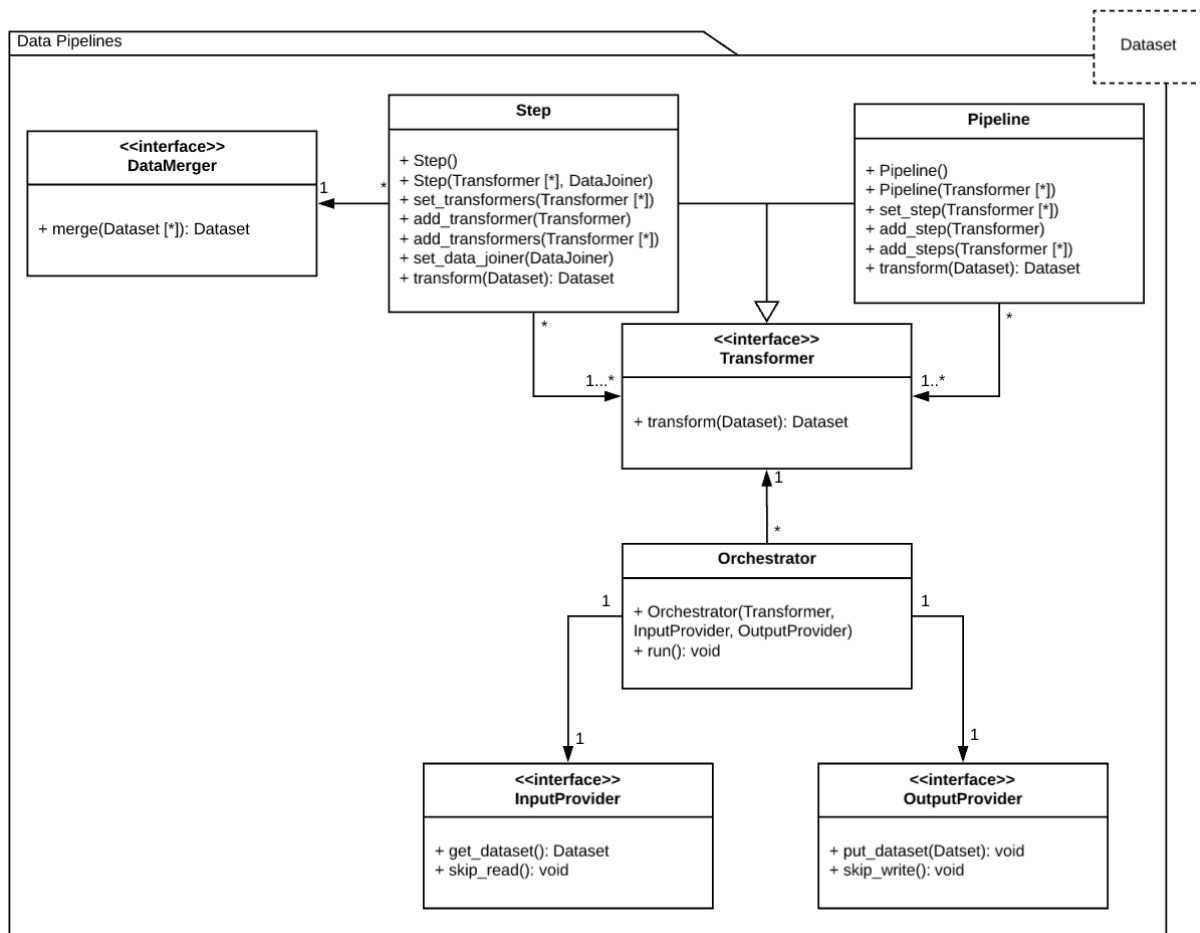 Data Pipelines
Dataset
<<interface>>
DataMerger
+ merge(Dataset [*]): Dataset
1
*
Step
+ Step()
+ Step(Transformer [*], DataJoiner)
+ set_transformers(Transformer [*])
+ add_transformer(Transformer)
+ add_transformers(Transformer [*])
+ set_data_joiner(DataJoiner)
+ transform(Dataset): Dataset
Pipeline
+ Pipeline()
+ Pipeline(Transformer [*])
+ set_step(Transformer [*])
+ add_step(Transformer)
+ add_steps(Transformer [*])
+ transform(Dataset): Dataset
*
*
1...*
1..*
<<interface>>
Transformer
+ transform(Dataset): Dataset
1
*
Orchestrator
+ Orchestrator(Transformer,
InputProvider, OutputProvider)
+ run(): void
1
1
1
1
<<interface>>
InputProvider
+ get_dataset(): Dataset
+ skip_read(): void
<<interface>>
OutputProvider
+ put_dataset(Datset): void
+ skip_write(): void